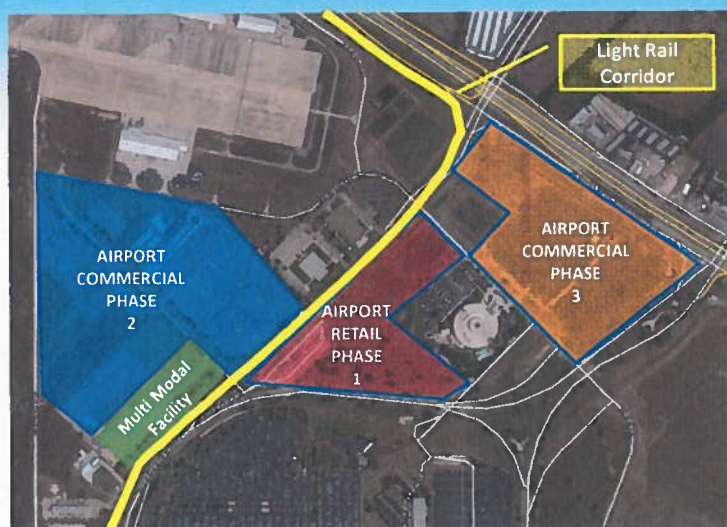 Light Rail
Corridor
AIRPORT
COMMERCIAL
PHASE
2
AIRPORT
COMMERCIAL
PHASE
3
AIRPORT
RETAIL
PHASE
1
Multi Modal
Facility